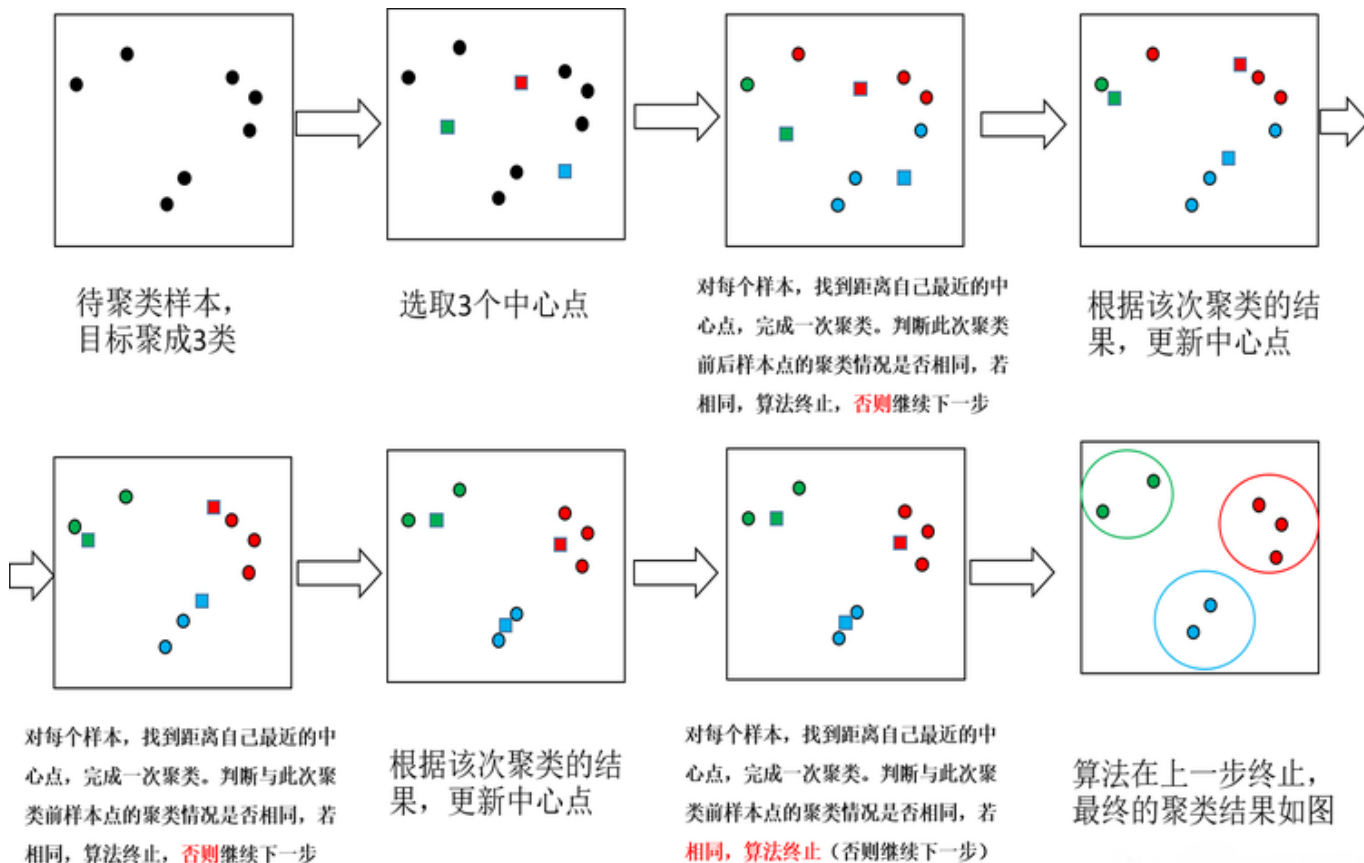 待聚类样本，
目标聚成3类
选取3个中心点
对每个样本，找到距离自己最近的中
心点，完成一次聚类。判断此次聚类
前后样本点的聚类情况是否相同，若
相同，算法终止，否则继续下一步
根据该次聚类的结
果，更新中心点
对每个样本，找到距离自己最近的中
心点，完成一次聚类。判断与此次聚
类前样本点的聚类情况是否相同，若
相同，算法终止，否则继续下一步
根据该次聚类的结
果，更新中心点
对每个样本，找到距离自己最近的中
心点，完成一次聚类。判断与此次聚
类前样本点的聚类情况是否相同，若
相同，算法终止（否则继续下一步）
算法在上一步终止，
最终的聚类结果如图